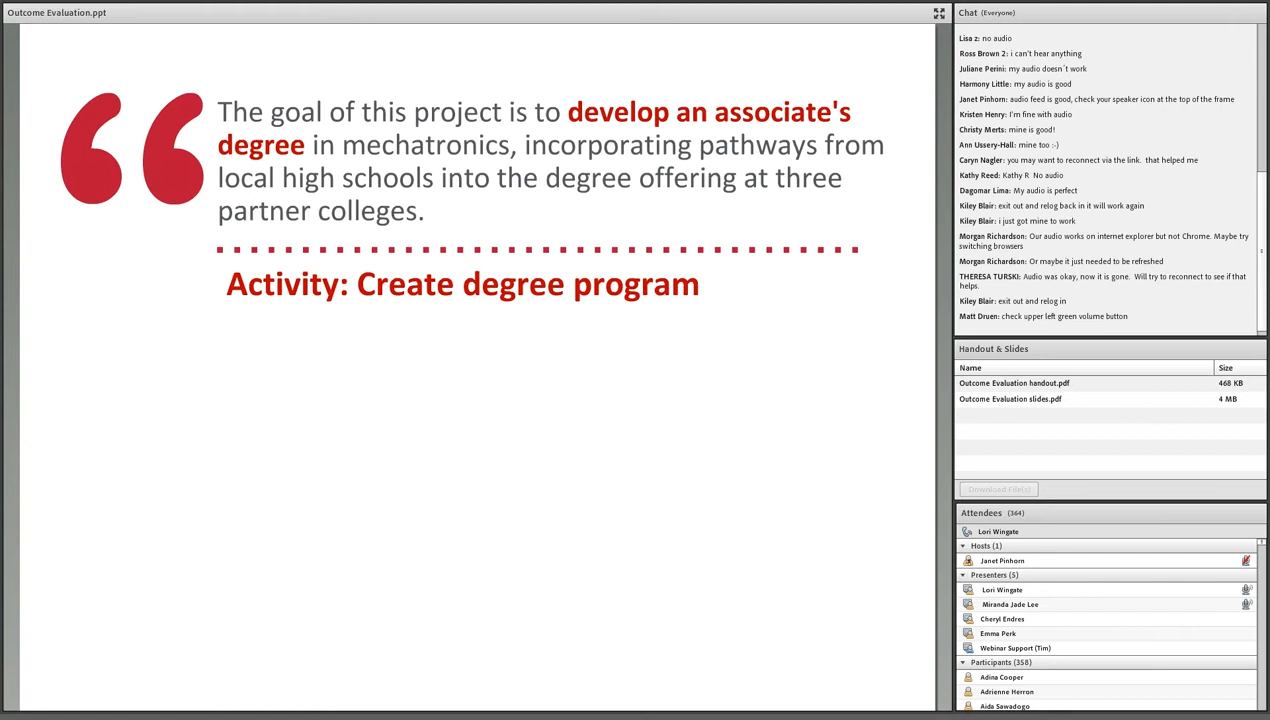 Outcome Evaluation.ppt
The goal of this project is to develop an associate's
degree in mechatronics, incorporating pathways from
local high schools into the degree offering at three
partner colleges.
Activity: Create degree program
Chat (Everyone)
Lisa z: no audio
Ross Brown 2: i can't hear anything
Juliane Perini: my audio doesn´t work
Harmony Little: my audio is good
Janet Pinhorn: audio feed is good, check your speaker icon at the top of the frame
Kristen Henry: I'm fine with audio
Christy Merts: mine is good!
Ann Ussery-Hall: mine too :-)
Caryn Nagler: you may want to reconnect via the link.  that helped me
Kathy Reed: Kathy R  No audio
Dagomar Lima: My audio is perfect
Kiley Blair: exit out and relog back in it will work again
Kiley Blair: i just got mine to work
Morgan Richardson: Our audio works on internet explorer but not Chrome. Maybe try
switching browsers
Morgan Richardson: Or maybe it just needed to be refreshed
THERESA TURSKI: Audio was okay, now it is gone.  Will try to reconnect to see if that
helps.
Kiley Blair: exit out and relog in
Matt Druen: check upper left green volume button
Handout & Slides
Name Size
Outcome Evaluation handout.pdf 468 KB
Outcome Evaluation slides.pdf 4 MB
Download File(s)
Attendees (364)
Lori Wingate
Hosts (1)
Janet Pinhorn
Presenters (5)
Lori Wingate
Miranda Jade Lee
Cheryl Endres
Emma Perk
Webinar Support (Tim)
Participants (358)
Adina Cooper
Adrienne Herron
Aida Sawadogo